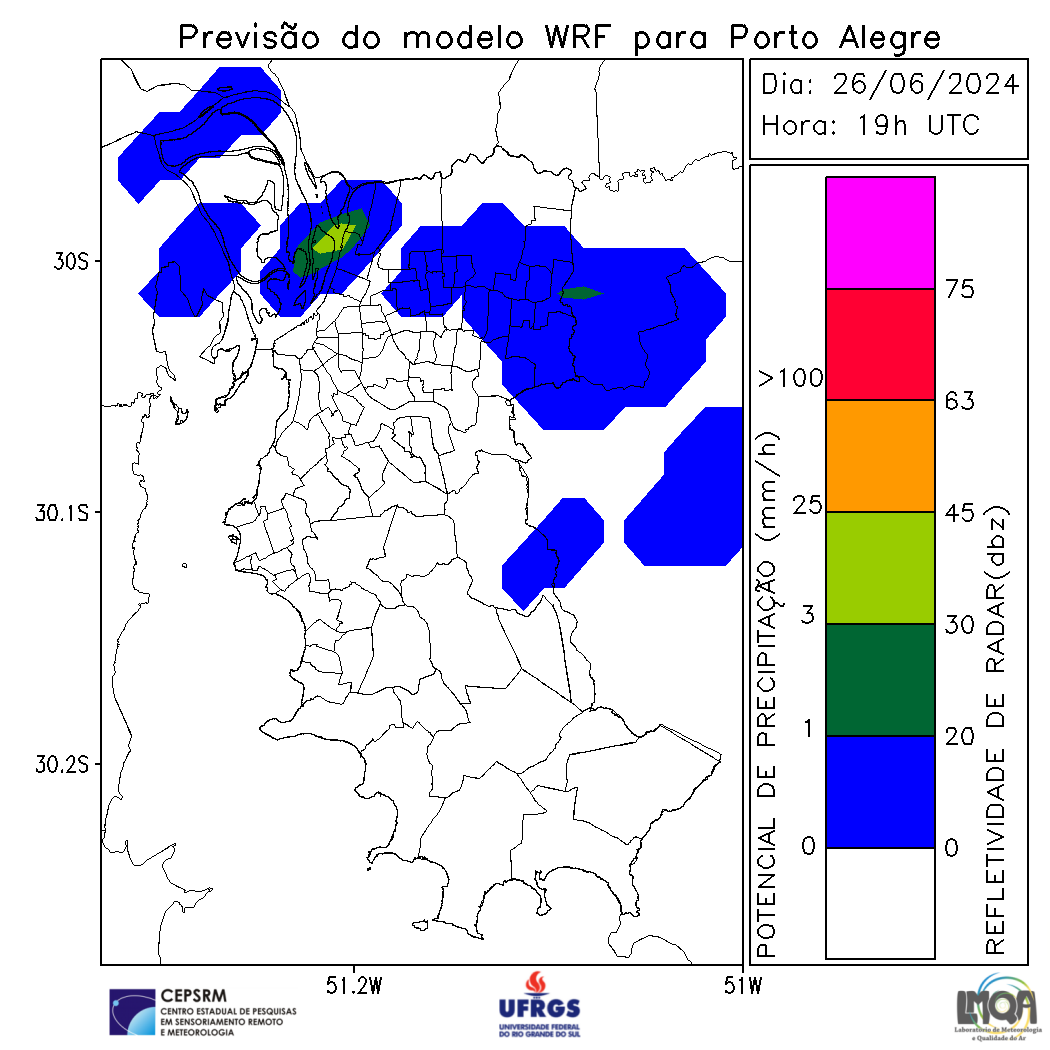 Previsão do modelo WRF para Porto Alegre
Dia: 26/06/2024
Hora: 19h UTC
30S
30.1S
30.2S
51.2W
51W
POTENCIAL DE PRECIPITAÇÃO (mm/h)
>100
25
3
1
0
75
63
45
30
20
0
REFLETIVIDADE DE RADAR(dbz)
CEPSRM
CENTRO ESTADUAL DE PESQUISAS
EM SENSORIAMENTO REMOTO
E METEOROLOGIA
UFRGS
UNIVERSIDADE FEDERAL
DO RIO GRANDE DO SUL
LMQA
Laboratório de Meteorologia
e Qualidade do Ar